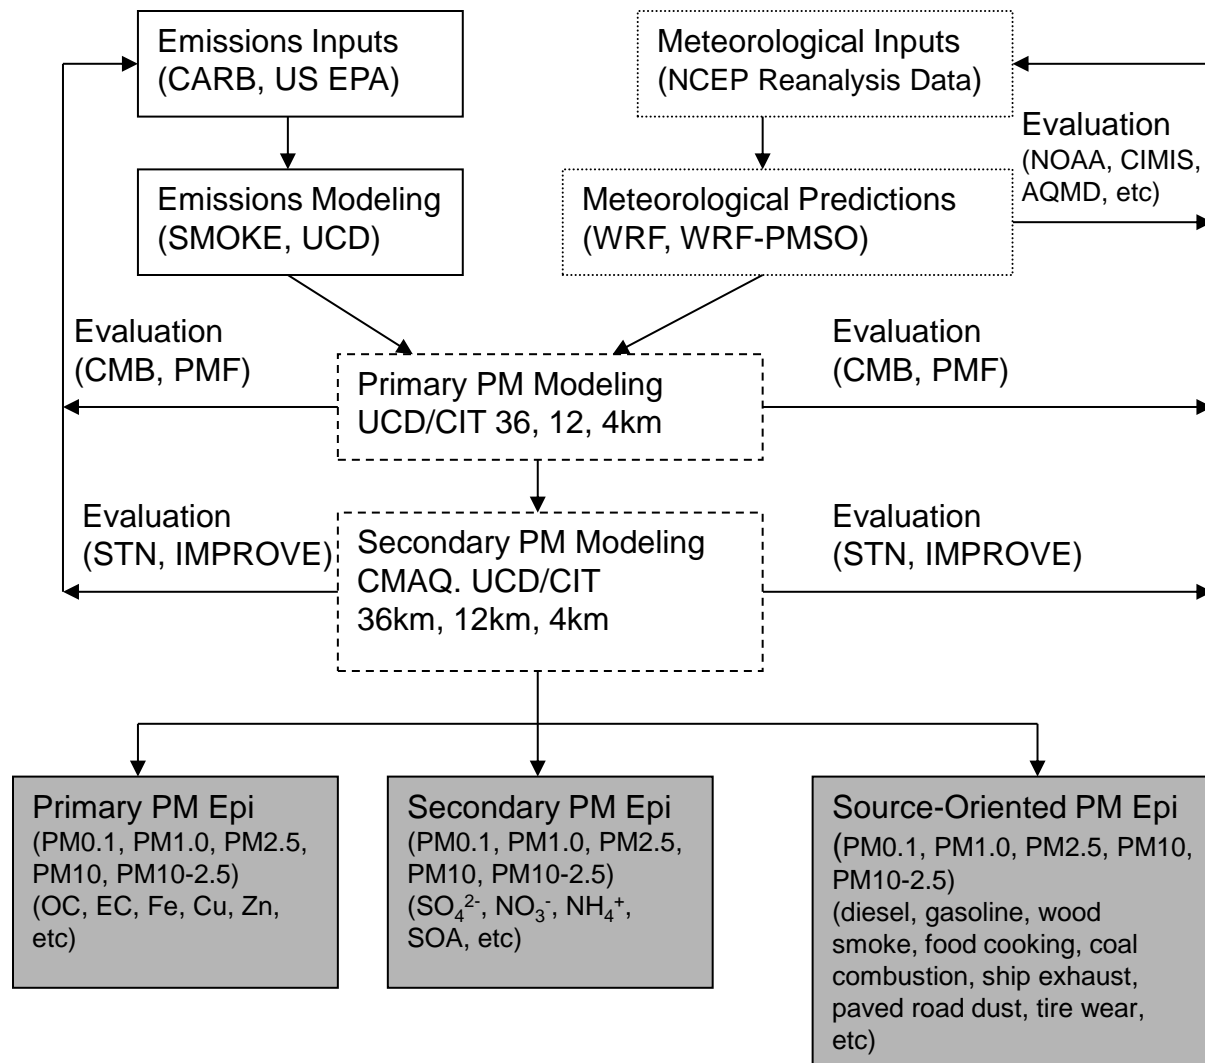 Emissions Inputs
(CARB, US EPA)
Meteorological Inputs
(NCEP Reanalysis Data)
Evaluation
(NOAA, CIMIS,
AQMD, etc)
Emissions Modeling
(SMOKE, UCD)
Meteorological Predictions
(WRF, WRF-PMSO)
Evaluation
(CMB, PMF)
Primary PM Modeling
UCD/CIT 36, 12, 4km
Evaluation
(CMB, PMF)
Evaluation
(STN, IMPROVE)
Secondary PM Modeling
CMAQ. UCD/CIT
36km, 12km, 4km
Evaluation
(STN, IMPROVE)
Primary PM Epi
(PM0.1, PM1.0, PM2.5,
PM10, PM10-2.5)
(OC, EC, Fe, Cu, Zn,
etc)
Secondary PM Epi
(PM0.1, PM1.0, PM2.5,
PM10, PM10-2.5)
(SO₄²⁻, NO₃⁻, NH₄⁺,
SOA, etc)
Source-Oriented PM Epi
(PM0.1, PM1.0, PM2.5, PM10,
PM10-2.5)
(diesel, gasoline, wood
smoke, food cooking, coal
combustion, ship exhaust,
paved road dust, tire wear,
etc)